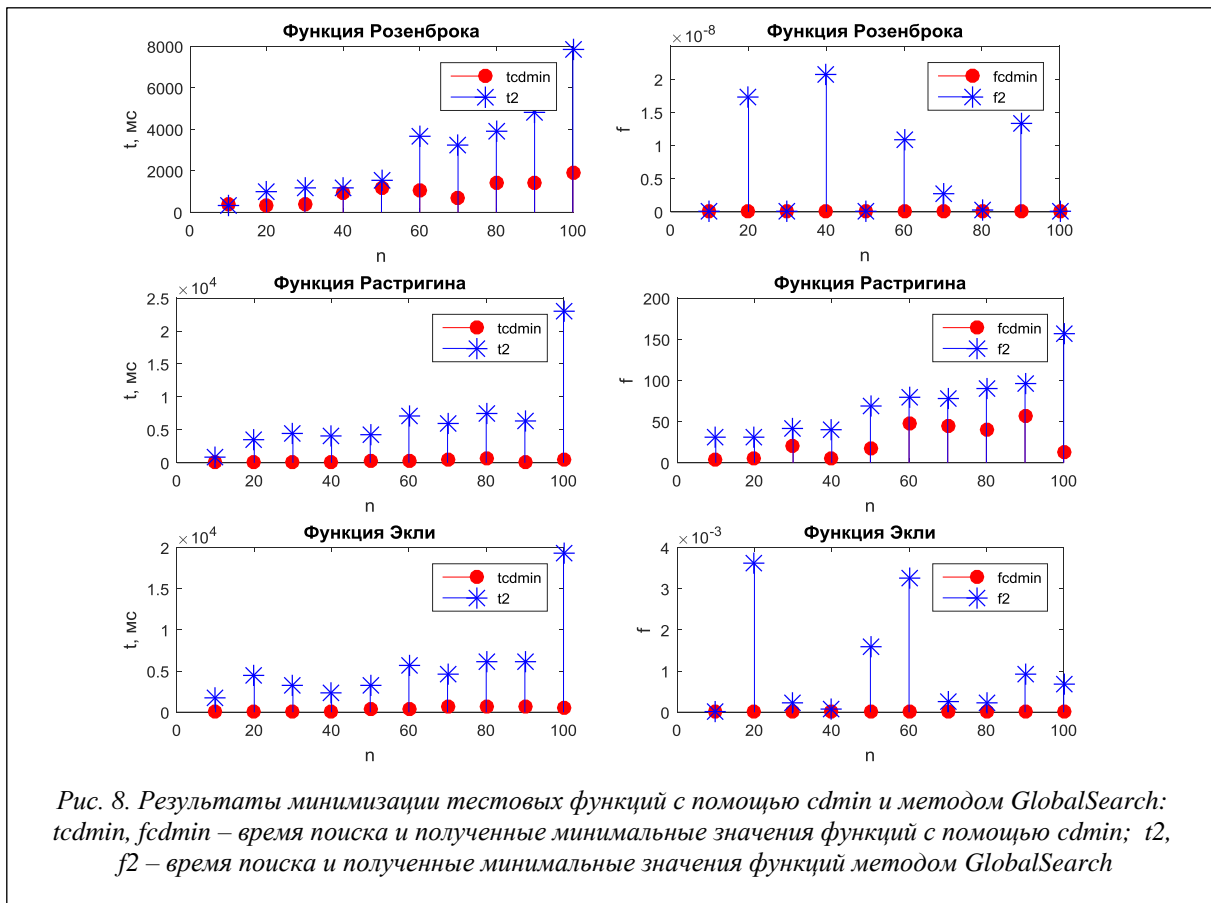 Функция Розенброка
8000
6000
4000
2000
0
t, мс
tcdmin
t2
0 20 40 60 80 100
n
Функция Розенброка
×10-8
2
1.5
1
0.5
0
f
fcdmin
f2
0 20 40 60 80 100
n
Функция Растригина
×104
2.5
2
1.5
1
0.5
0
t, мс
tcdmin
t2
0 20 40 60 80 100
n
Функция Растригина
200
150
100
50
0
f
fcdmin
f2
0 20 40 60 80 100
n
Функция Экли
×104
2
1.5
1
0.5
0
t, мс
tcdmin
t2
0 20 40 60 80 100
n
Функция Экли
×10-3
4
3
2
1
0
f
fcdmin
f2
0 20 40 60 80 100
n
Рис. 8. Результаты минимизации тестовых функций с помощью cdmin и методом GlobalSearch:
tcdmin, fcdmin – время поиска и полученные минимальные значения функций с помощью cdmin; t2,
f2 – время поиска и полученные минимальные значения функций методом GlobalSearch